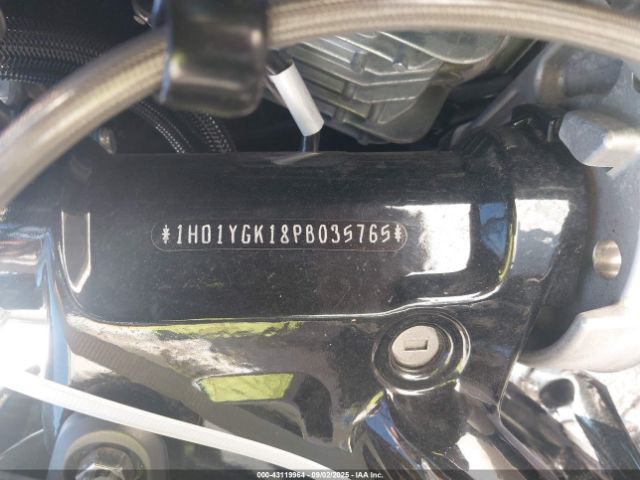 *1HD1YGK18PB035765*
000-43119964 - 09/02/2025 - IAA Inc.